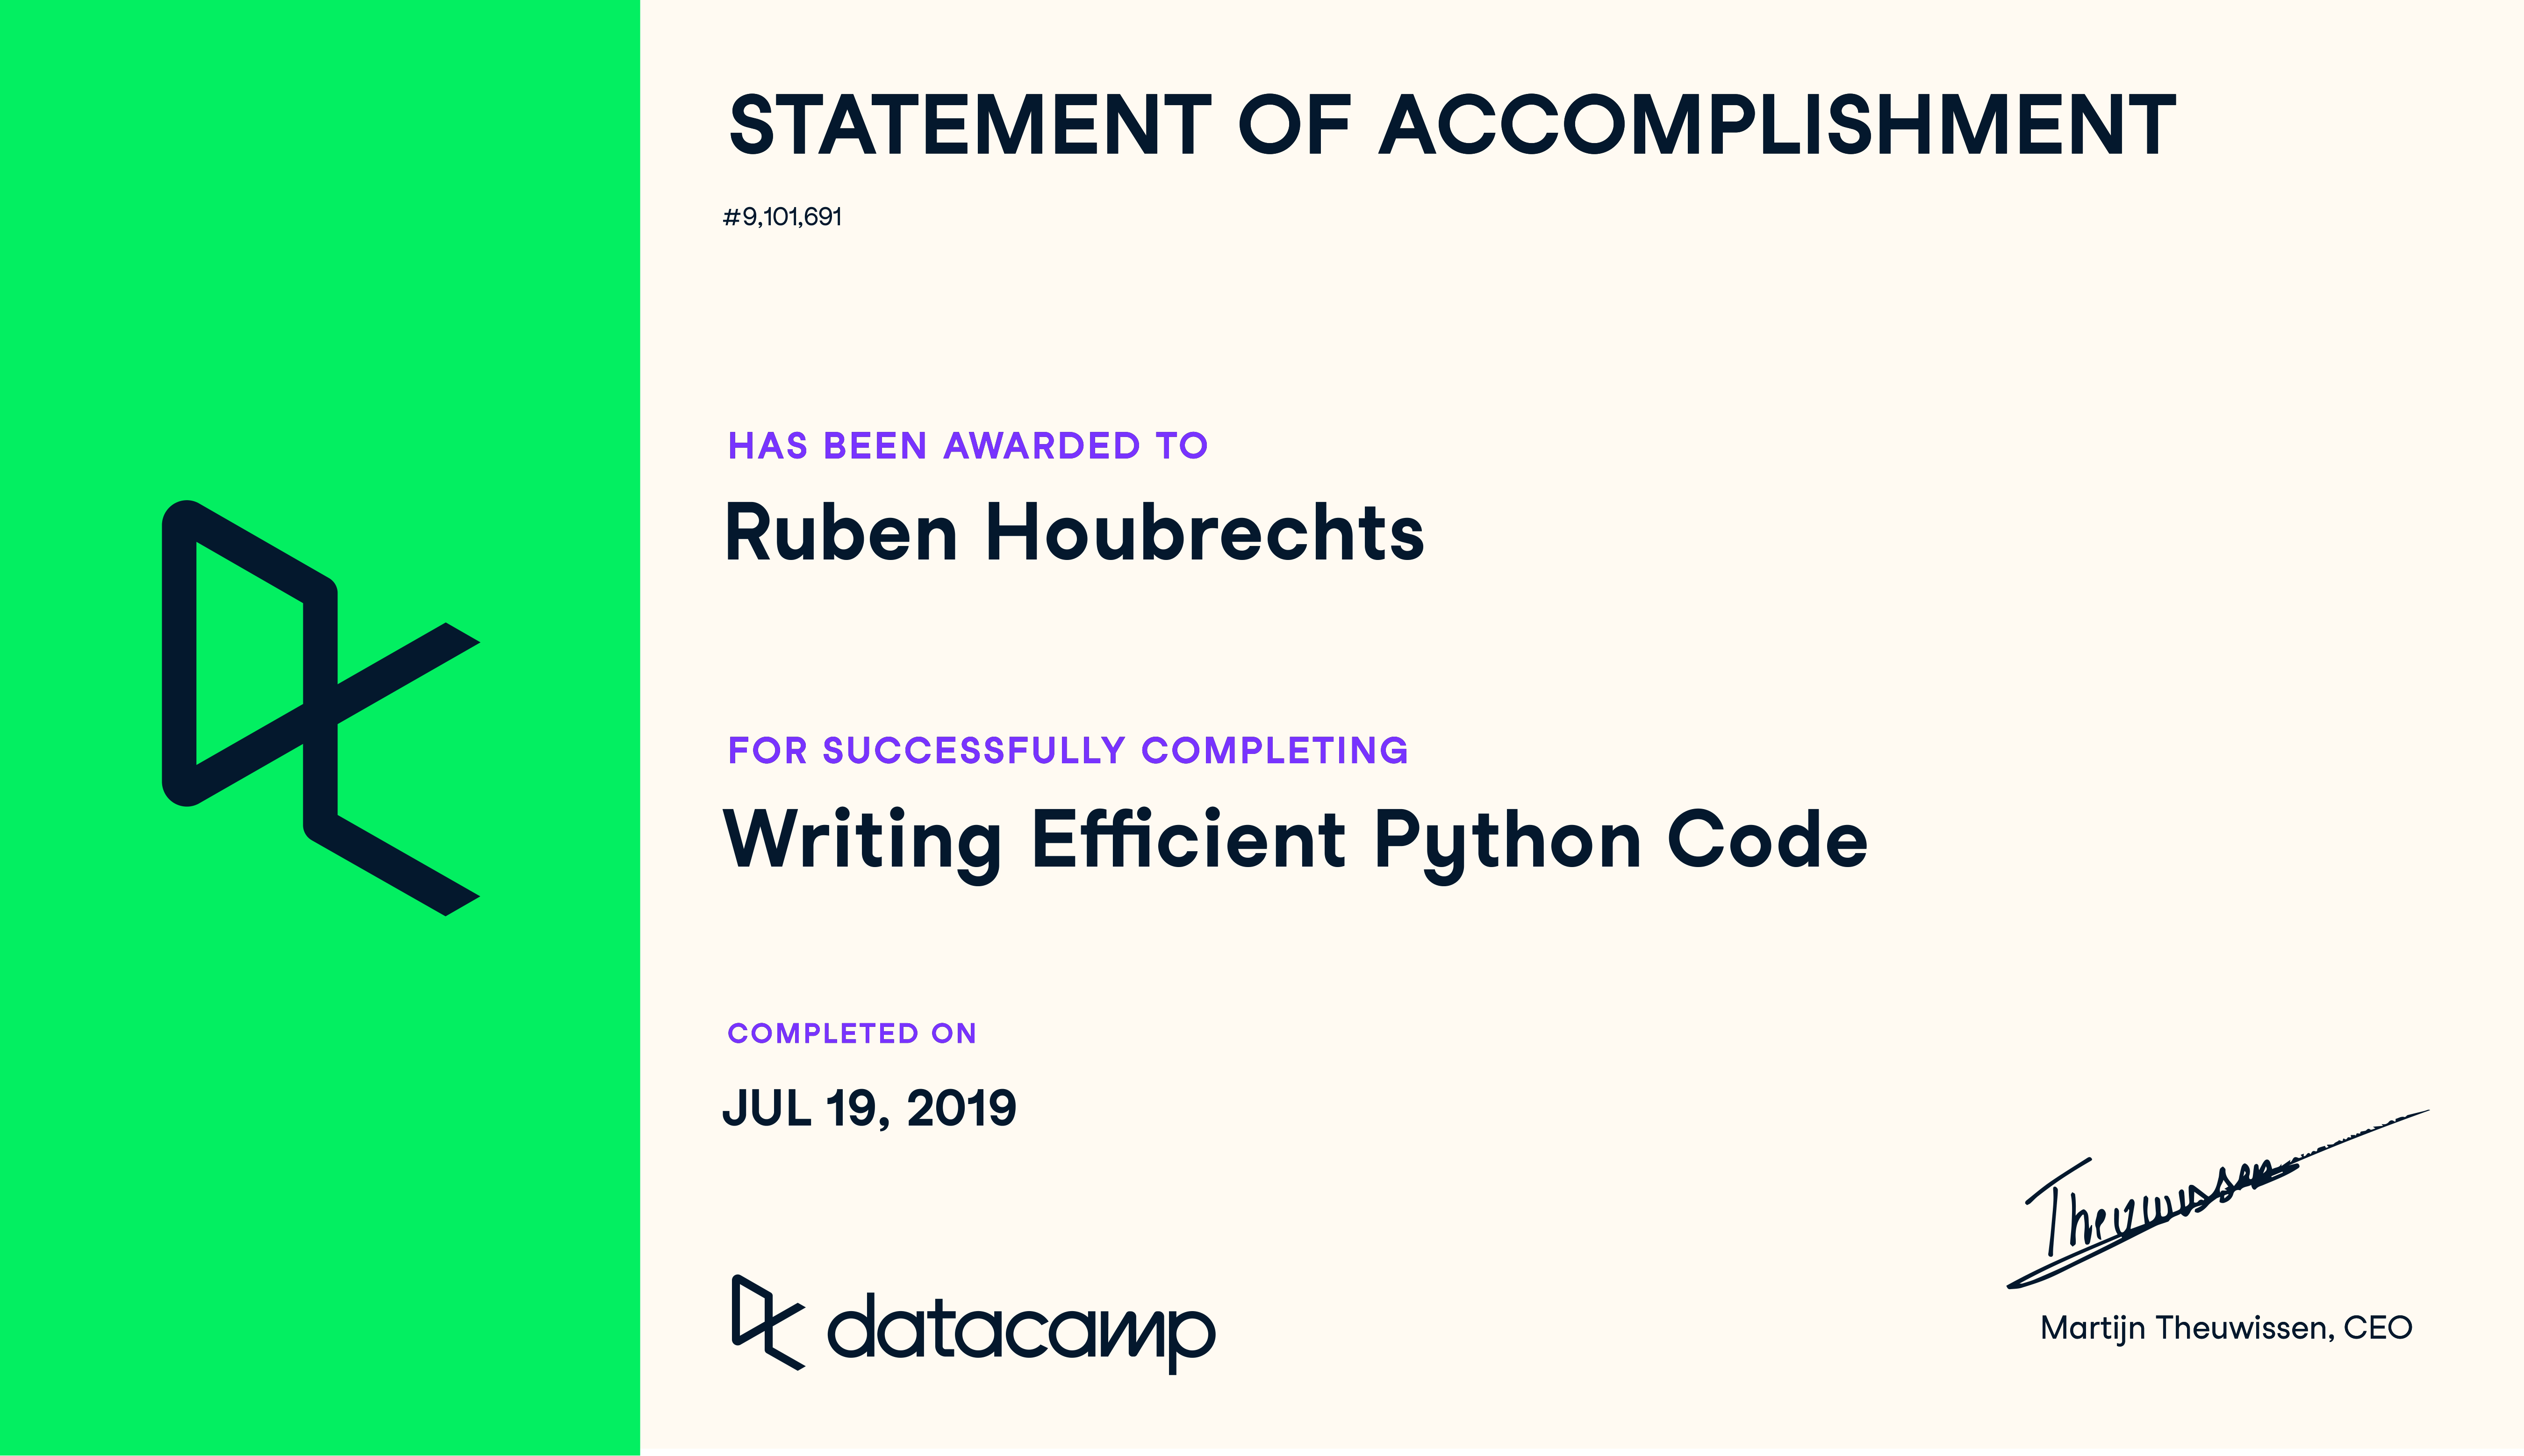 STATEMENT OF ACCOMPLISHMENT
#9,101,691
HAS BEEN AWARDED TO
Ruben Houbrechts
FOR SUCCESSFULLY COMPLETING
Writing Efficient Python Code
COMPLETED ON
JUL 19, 2019
Theuwissen
datacamp
Martijn Theuwissen, CEO